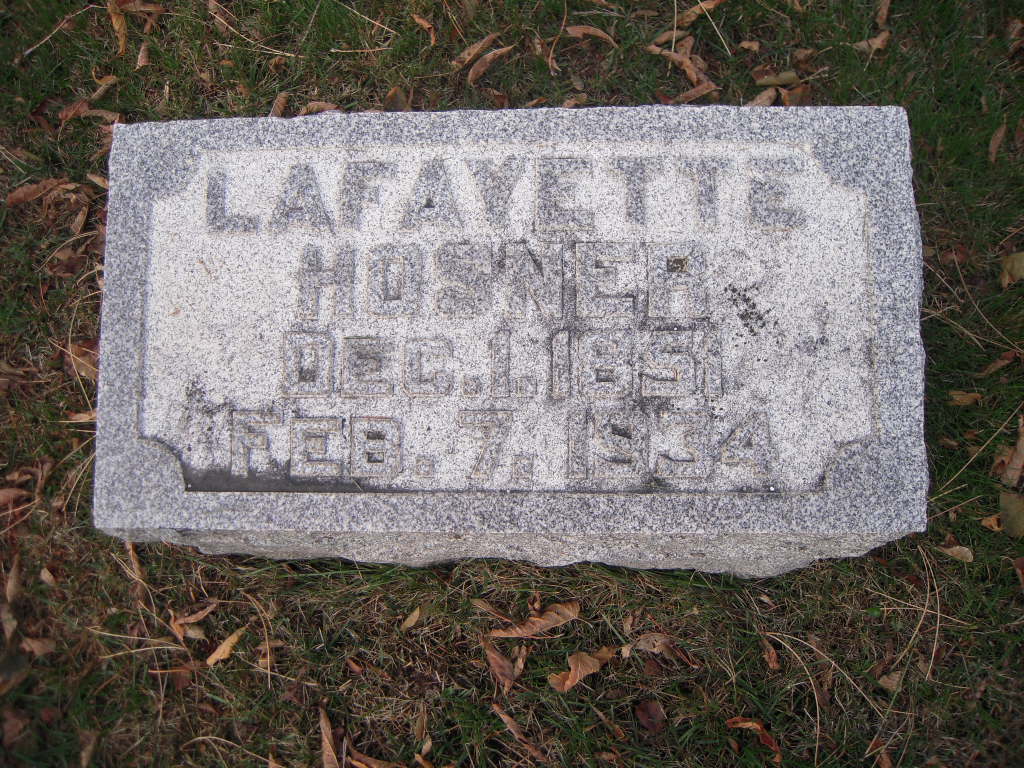 LAFAYETTE
HOSNER
DEC. 1. 1851
FEB. 7. 1934